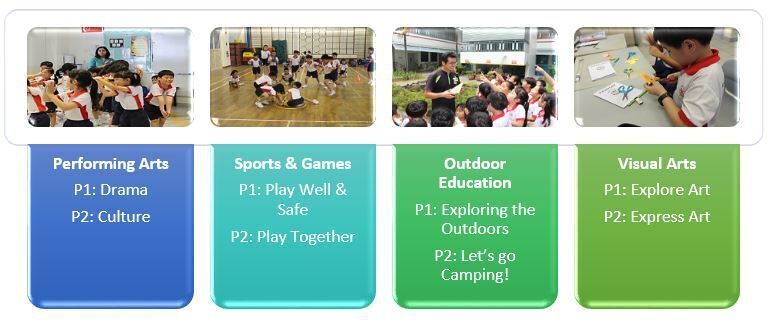 Performing Arts
P1: Drama
P2: Culture
Sports & Games
P1: Play Well &
Safe
P2: Play Together
Outdoor
Education
P1: Exploring the
Outdoors
P2: Let's go
Camping!
Visual Arts
P1: Explore Art
P2: Express Art